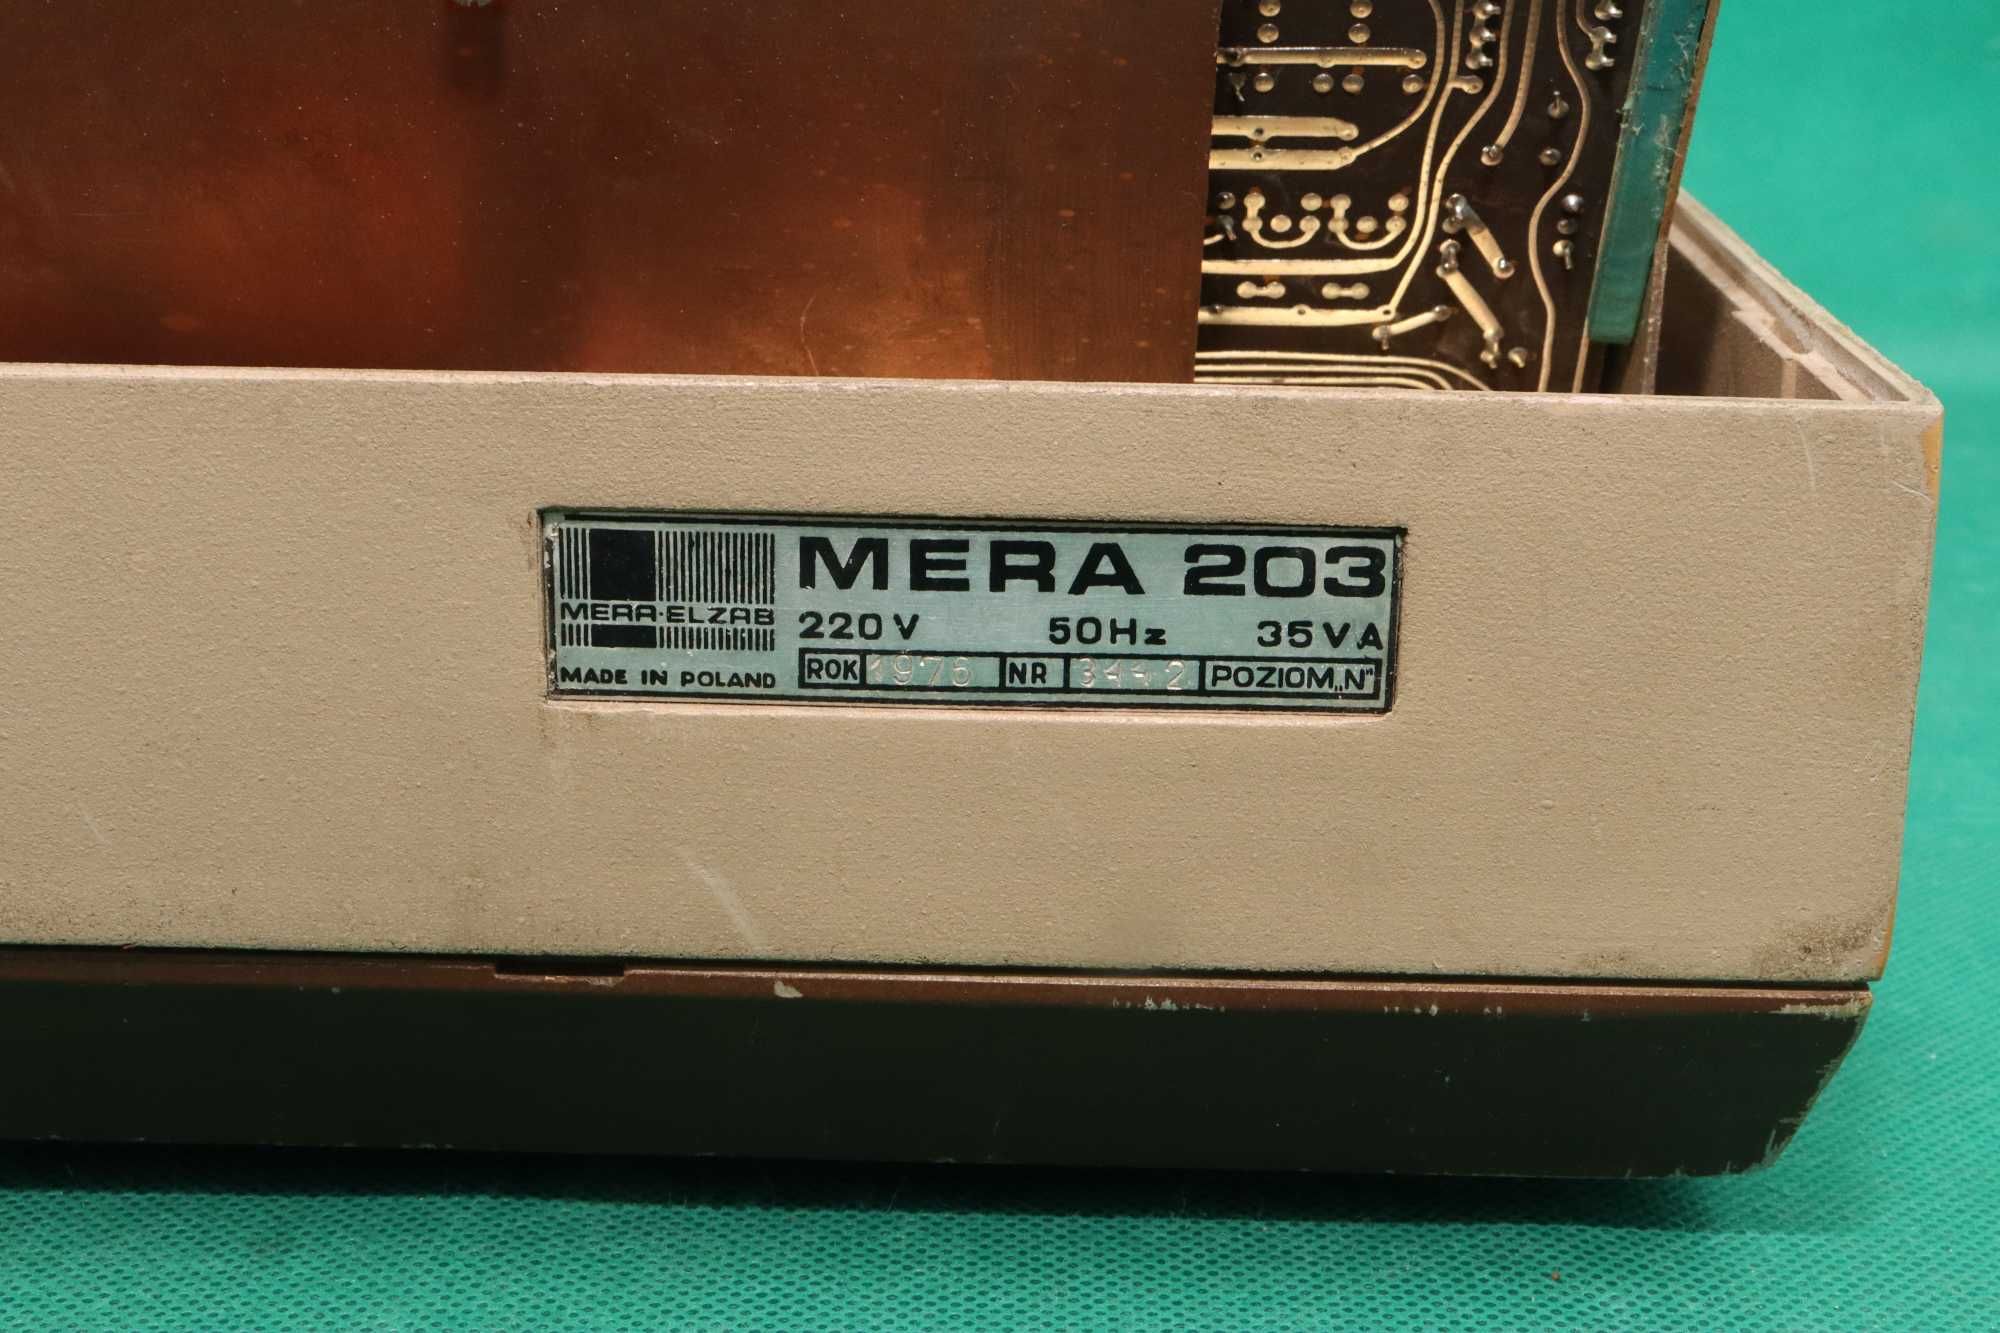 MERA-ELZAB
MADE IN POLAND
MERA 203
220V 50Hz 35VA
ROK 1976 NR POZIOM „N"